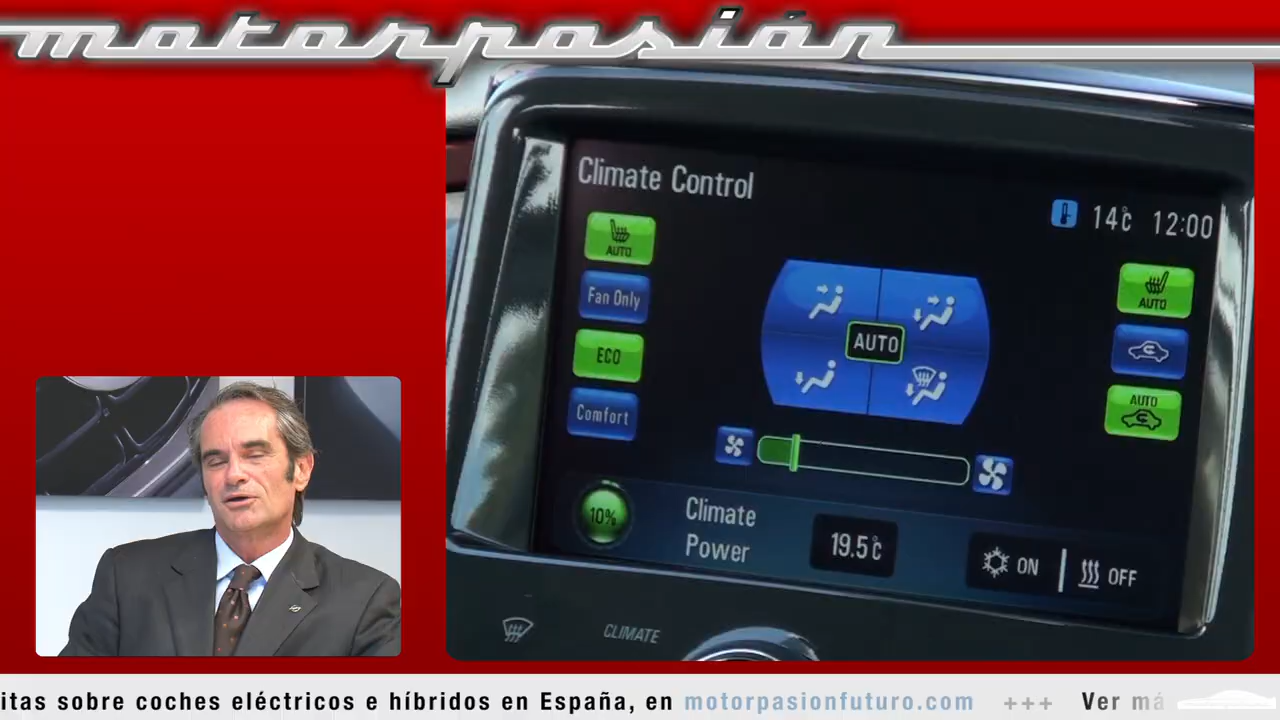 motorpasión
Climate Control
14°c 12:00
AUTO
Fan Only
ECO
Comfort
AUTO
AUTO
AUTO
10%
Climate
Power
19.5°c
ON
OFF
CLIMATE
itas sobre coches eléctricos e híbridos en España, en motorpasionfuturo.com +++ Ver má